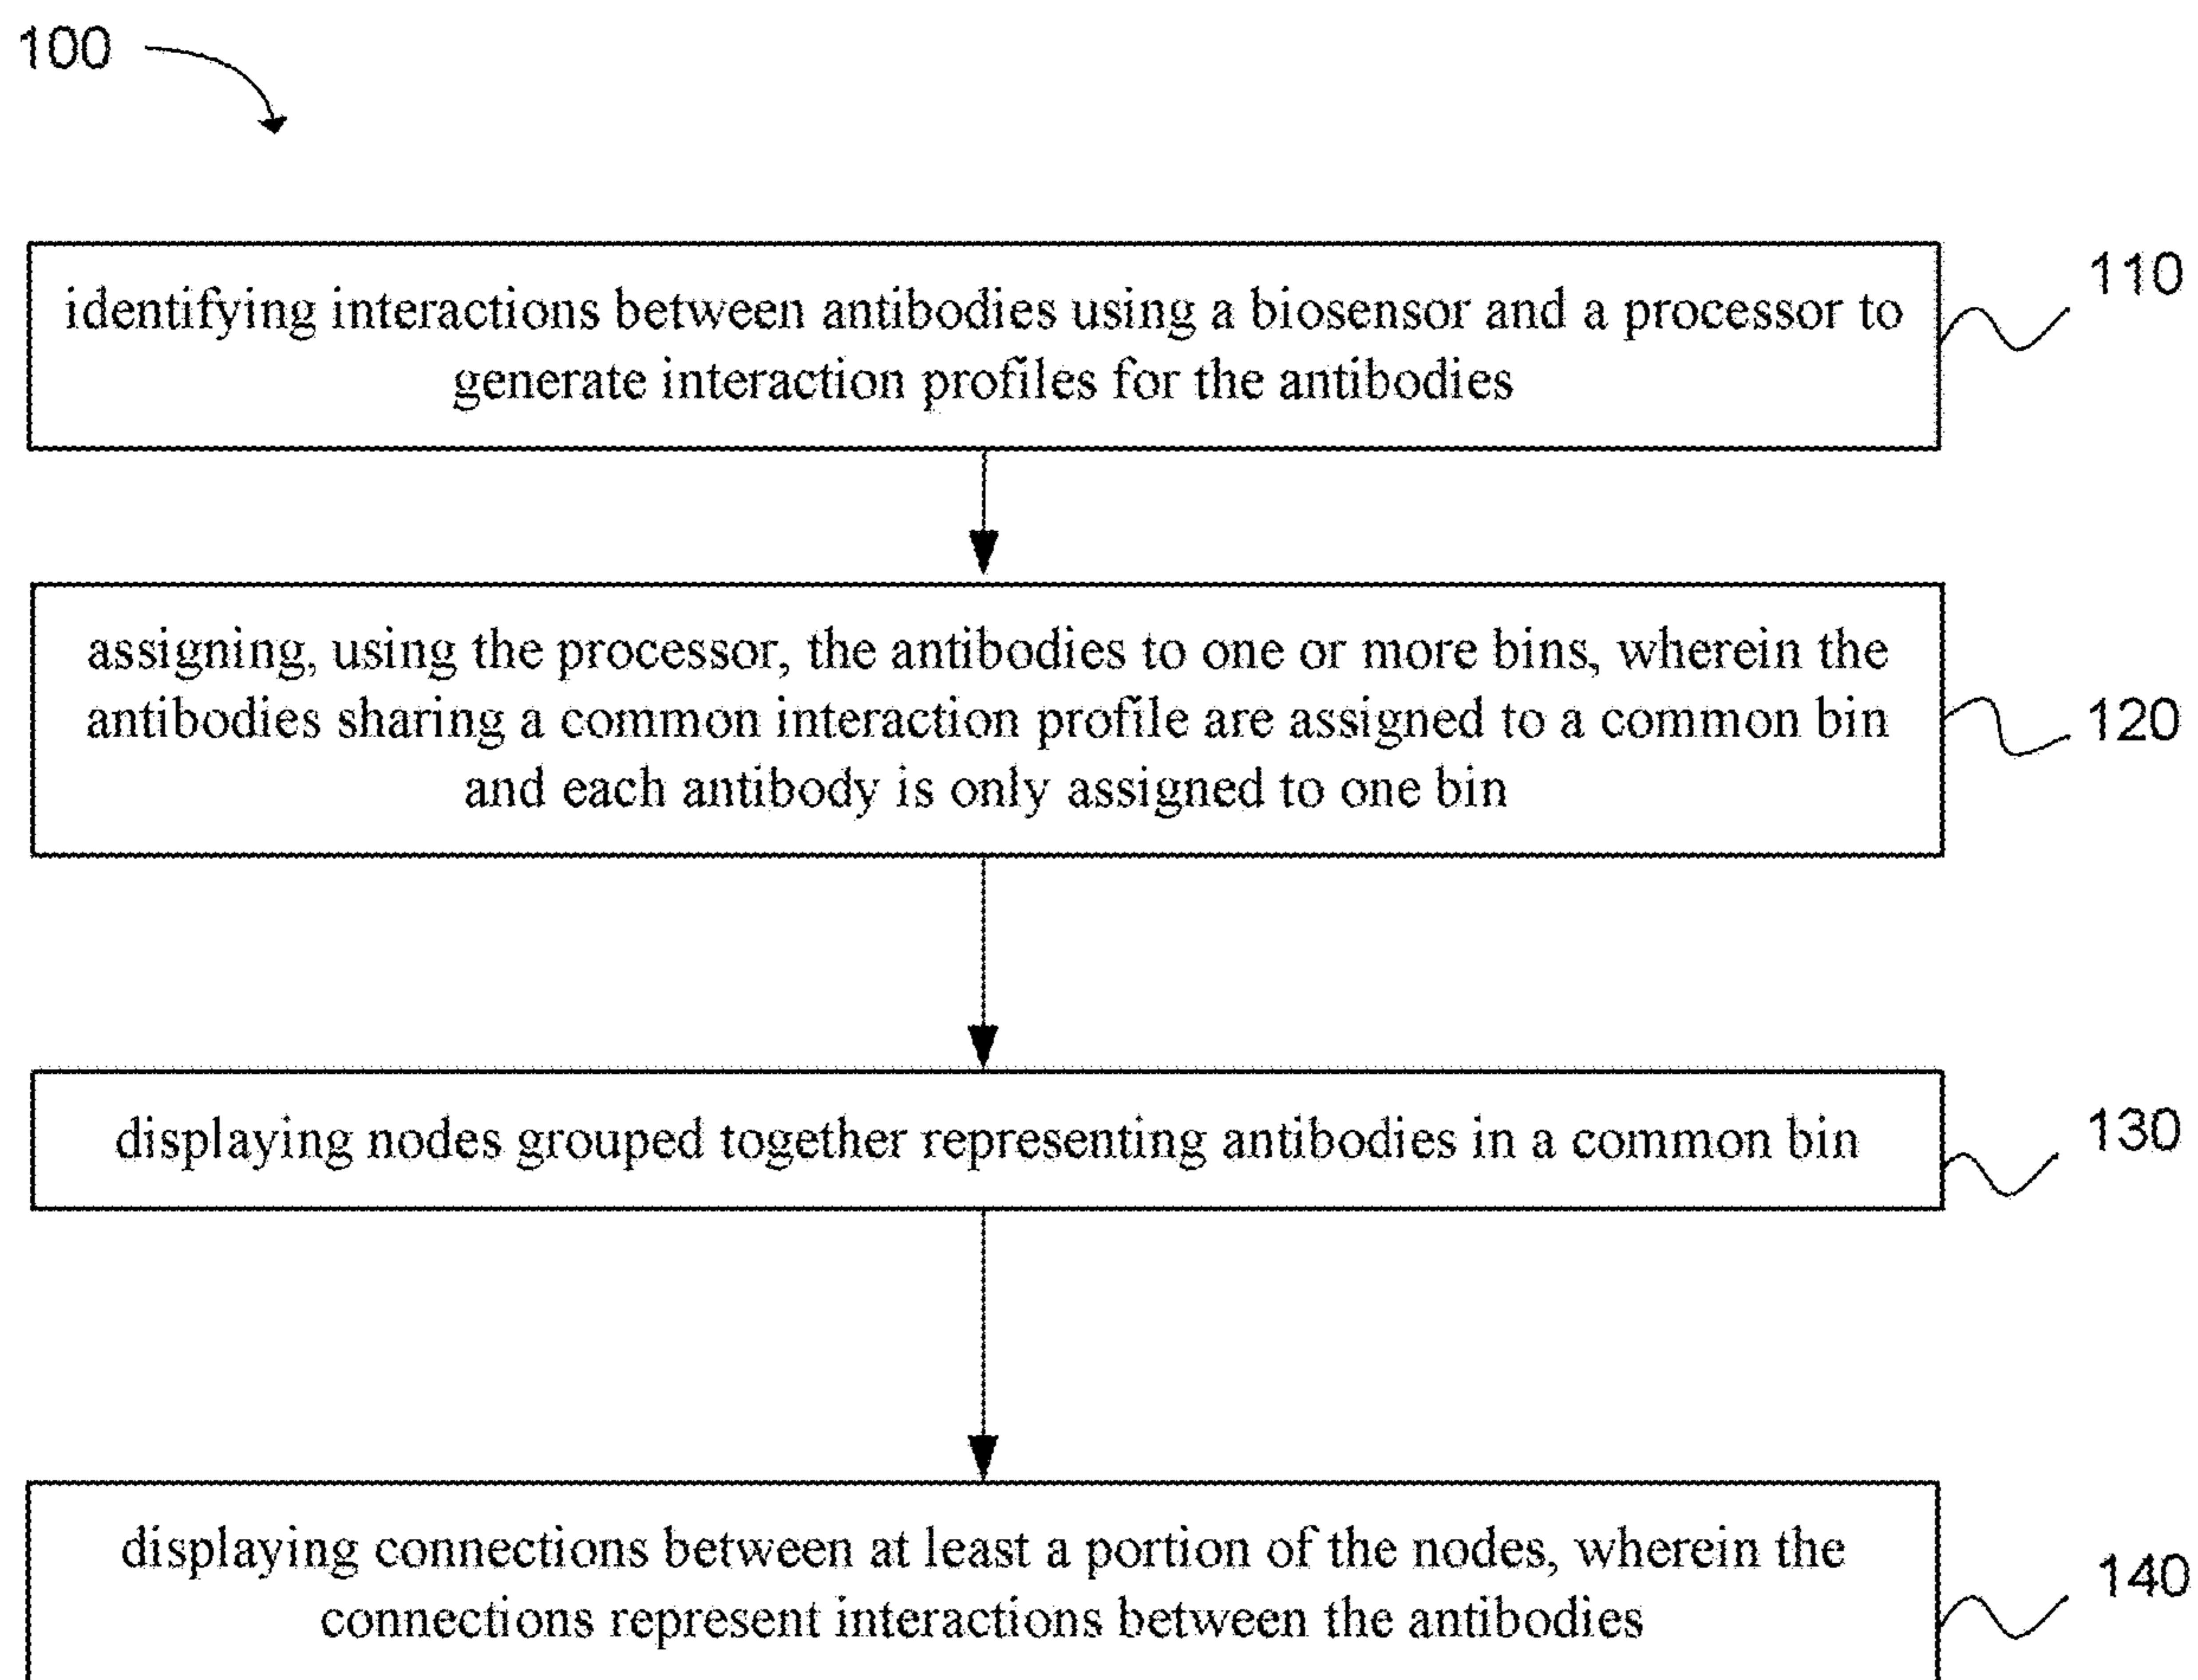 100
110
identifying interactions between antibodies using a biosensor and a processor to
generate interaction profiles for the antibodies
assigning, using the processor, the antibodies to one or more bins, wherein the
antibodies sharing a common interaction profile are assigned to a common bin
120
and each antibody is only assigned to one bin
displaying nodes grouped together representing antibodies in a common bin
130
displaying connections between at least a portion of the nodes, wherein the
140
connections represent interactions between the antibodies